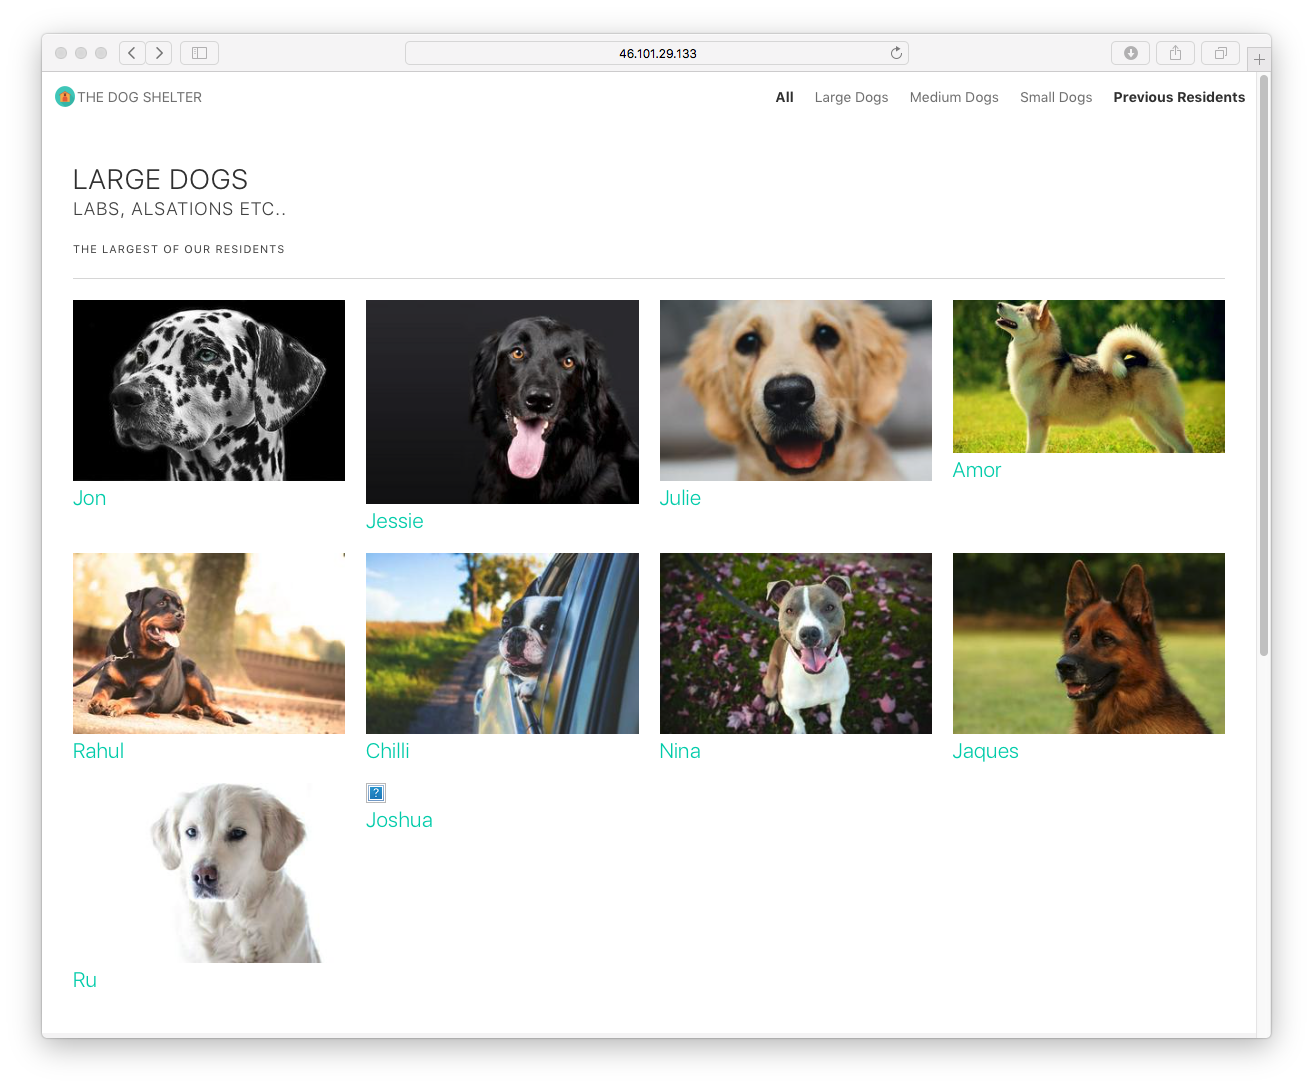 46.101.29.133
THE DOG SHELTER
All Large Dogs Medium Dogs Small Dogs Previous Residents
LARGE DOGS
LABS, ALSATIONS ETC..
THE LARGEST OF OUR RESIDENTS
Jon
Jessie
Julie
Amor
Rahul
Chilli
Nina
Jaques
?
Joshua
Ru